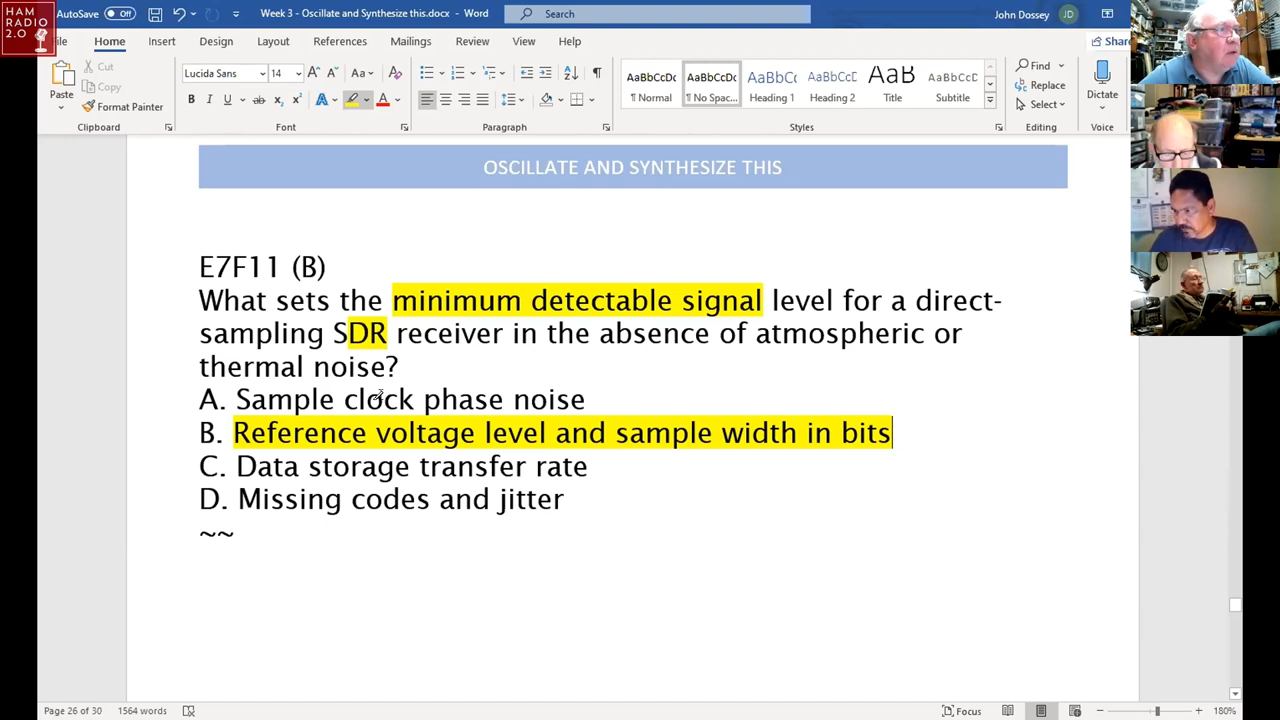 HAM
RADIO
2.0
AutoSave Off Week 3 - Oscillate and Synthesize this.docx - Word Search John Dossey JD
File Home Insert Design Layout References Mailings Review View Help Share
Paste Cut Copy Format Painter Clipboard
Lucida Sans 14 Aa Font
Paragraph
AaBbCcDc AaBbCcDc AaBbCcD AaBbCcD AaB AaBbCcD
¶ Normal ¶ No Spac... Heading 1 Heading 2 Title Subtitle
Styles
Find
Replace
Select
Editing
Dictate
Voice
OSCILLATE AND SYNTHESIZE THIS
E7F11 (B)
What sets the minimum detectable signal level for a direct-
sampling SDR receiver in the absence of atmospheric or
thermal noise?
A. Sample clock phase noise
B. Reference voltage level and sample width in bits
C. Data storage transfer rate
D. Missing codes and jitter
~~
Page 26 of 30 1564 words Focus 180%